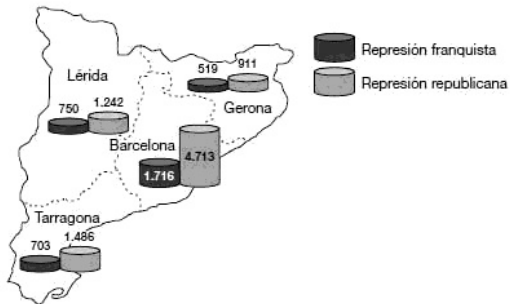 519 911
Represión franquista
Lérida
Represión republicana
750 1.242
Gerona
Barcelona
4.713
1.716
Tarragona
703 1.486